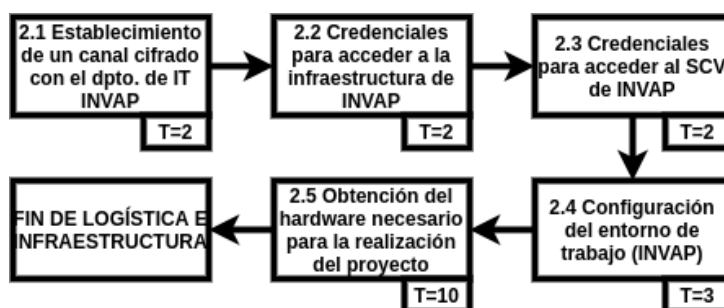 2.1 Establecimiento
de un canal cifrado
con el dpto. de IT
INVAP
T=2
2.2 Credenciales
para acceder a la
infraestructura de
INVAP
T=2
2.3 Credenciales
para acceder al SCV
de INVAP
T=2
2.4 Configuración
del entorno de
trabajo (INVAP)
T=3
2.5 Obtención del
hardware necesario
para la realización
del proyecto
T=10
FIN DE LOGÍSTICA E
INFRAESTRUCTURA